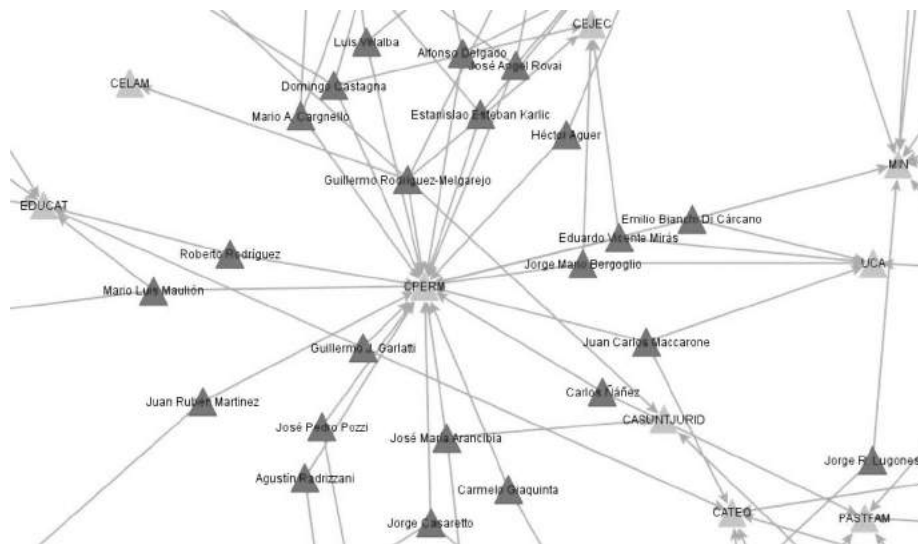 CEJEC
Luis Villalba
Alfonso Delgado
José Angel Rovai
CELAM
Domingo Castagna
Mario A. Cargnello
Estanislao Esteban Karlic
Héctor Aguer
MIN
Guillermo Rodríguez-Melgarejo
EDUCAT
Emilio Bianchi Di Cárcano
Eduardo Vicente Mirás
Roberto Rodríguez
Jorge Mario Bergoglio
UCA
CPERM
Mario Luis Maulión
Juan Carlos Maccarone
Guillermo J. Garlatti
Carlos Ñáñez
Juan Rubén Martinez
CASUNTJURID
José Pedro Pozzi
José María Arancibia
Jorge R. Lugones
Agustín Radrizzani
Carmelo Giaquinta
CATEQ
PASTFAM
Jorge Casaretto